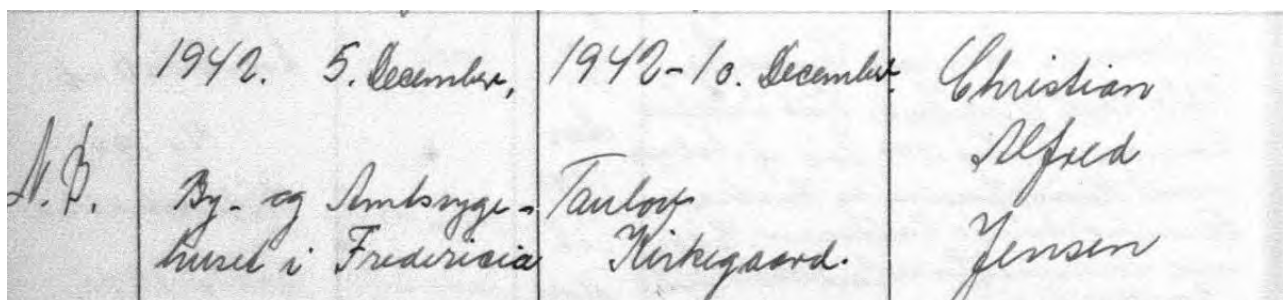 1942. 5. December,
1942-10. December.
Christian
Alfred
Jensen
N.B.
By- og Amtssyge-
huset i Fredericia
Taulov
Kirkegaard.